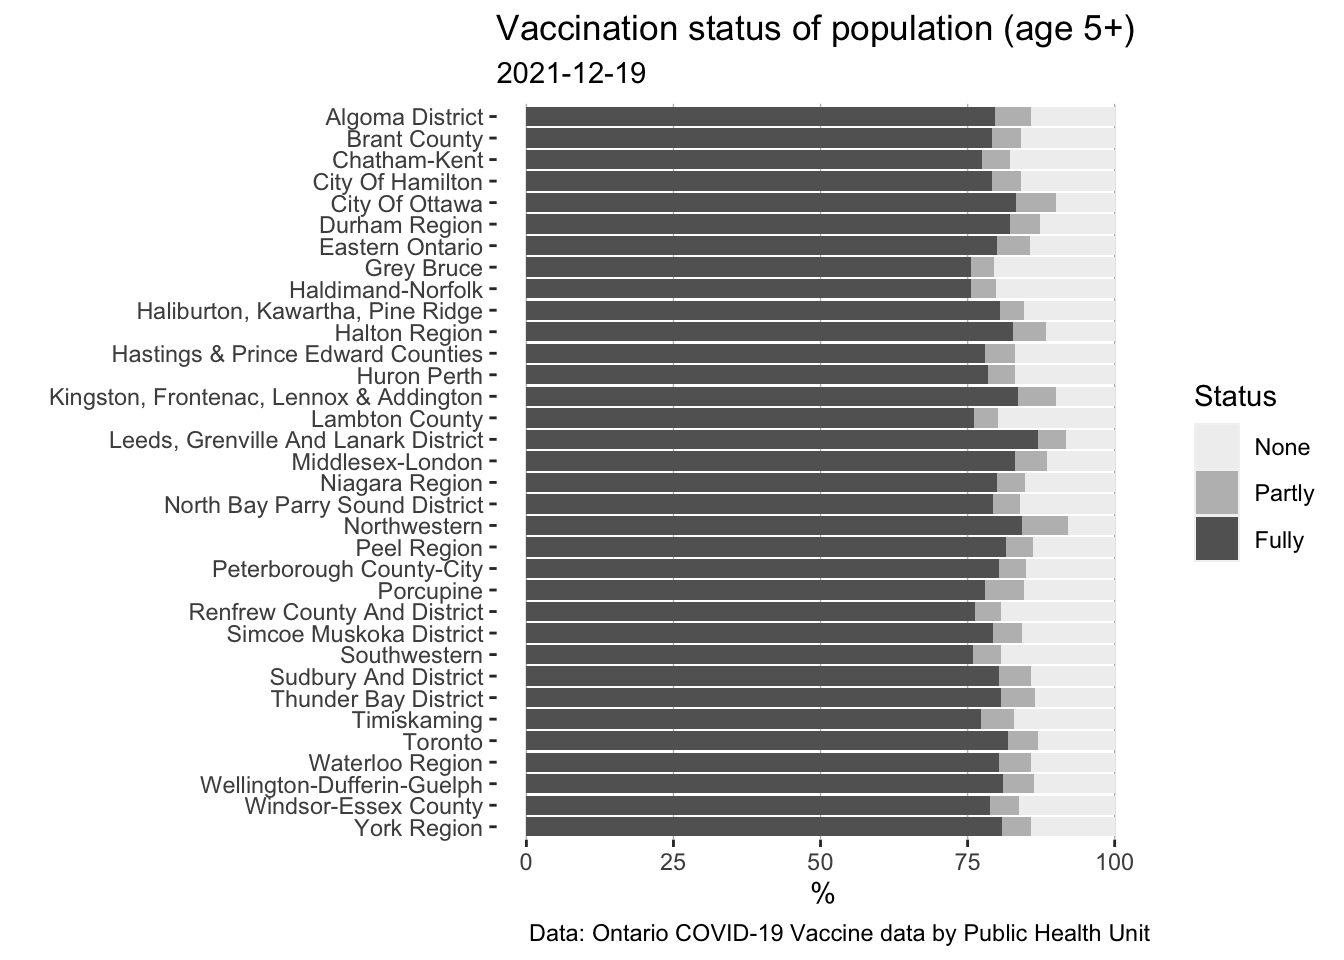 Vaccination status of population (age 5+)
2021-12-19
Algoma District
Brant County
Chatham-Kent
City Of Hamilton
City Of Ottawa
Durham Region
Eastern Ontario
Grey Bruce
Haldimand-Norfolk
Haliburton, Kawartha, Pine Ridge
Halton Region
Hastings & Prince Edward Counties
Huron Perth
Kingston, Frontenac, Lennox & Addington
Lambton County
Leeds, Grenville And Lanark District
Middlesex-London
Niagara Region
North Bay Parry Sound District
Northwestern
Peel Region
Peterborough County-City
Porcupine
Renfrew County And District
Simcoe Muskoka District
Southwestern
Sudbury And District
Thunder Bay District
Timiskaming
Toronto
Waterloo Region
Wellington-Dufferin-Guelph
Windsor-Essex County
York Region
0 25 50 75 100
%
Status
None
Partly
Fully
Data: Ontario COVID-19 Vaccine data by Public Health Unit